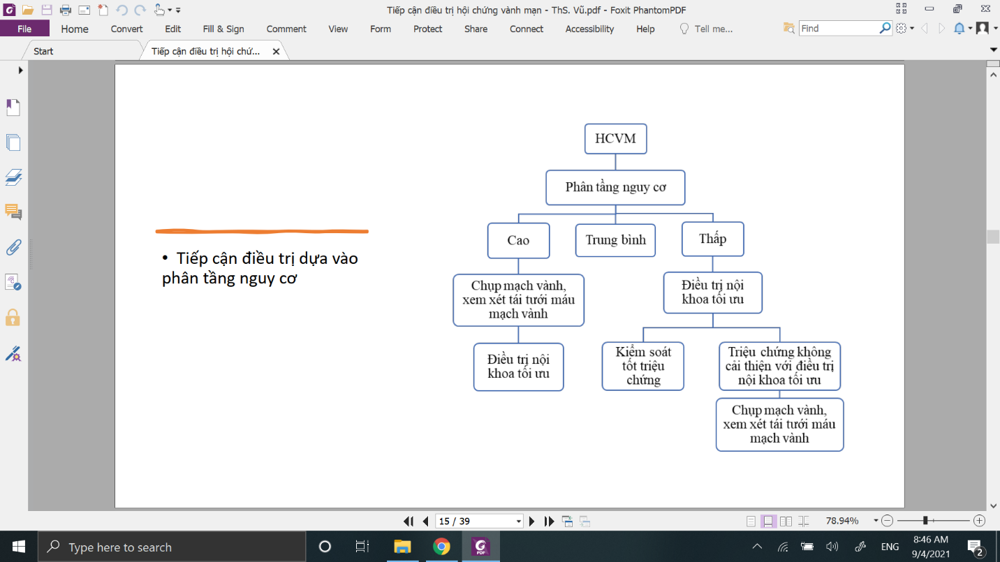 Tiếp cận điều trị hội chứng vành mạn - ThS. Vũ.pdf - Foxit PhantomPDF
File
Home
Convert
Edit
Fill & Sign
Comment
View
Form
Protect
Share
Connect
Accessibility
Help
Tell me...
Find
Start
Tiếp cận điều trị hội chứ...
HCVM
Phân tầng nguy cơ
Cao
Trung bình
Thấp
• Tiếp cận điều trị dựa vào
phân tầng nguy cơ
Chụp mạch vành,
xem xét tái tưới máu
mạch vành
Điều trị nội
khoa tối ưu
Điều trị nội
khoa tối ưu
Kiểm soát
tốt triệu
chứng
Triệu chứng không
cải thiện với điều trị
nội khoa tối ưu
Chụp mạch vành,
xem xét tái tưới máu
mạch vành
15 / 39
78.94%
Type here to search
PDF
ENG
8:46 AM
9/4/2021
2